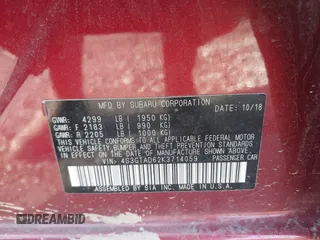 MFD. BY SUBARU CORPORATION
GVWR: 4299 LB ( 1950 KG) DATE: 10/18
GAWR: F 2183 LB ( 990 KG)
GAWR: R 2205 LB ( 1000 KG)
THIS VEHICLE CONFORMS TO ALL APPLICABLE FEDERAL MOTOR
VEHICLE SAFETY, BUMPER AND THEFT PREVENTION STANDARDS
IN EFFECT ON THE DATE OF MANUFACTURE SHOWN ABOVE.
VIN: 4S3GTAD62K3714059 PASSENGER CAR
ASSEMBLED BY SIA INC. IN U.S.A.
AUTOBIDMASTER